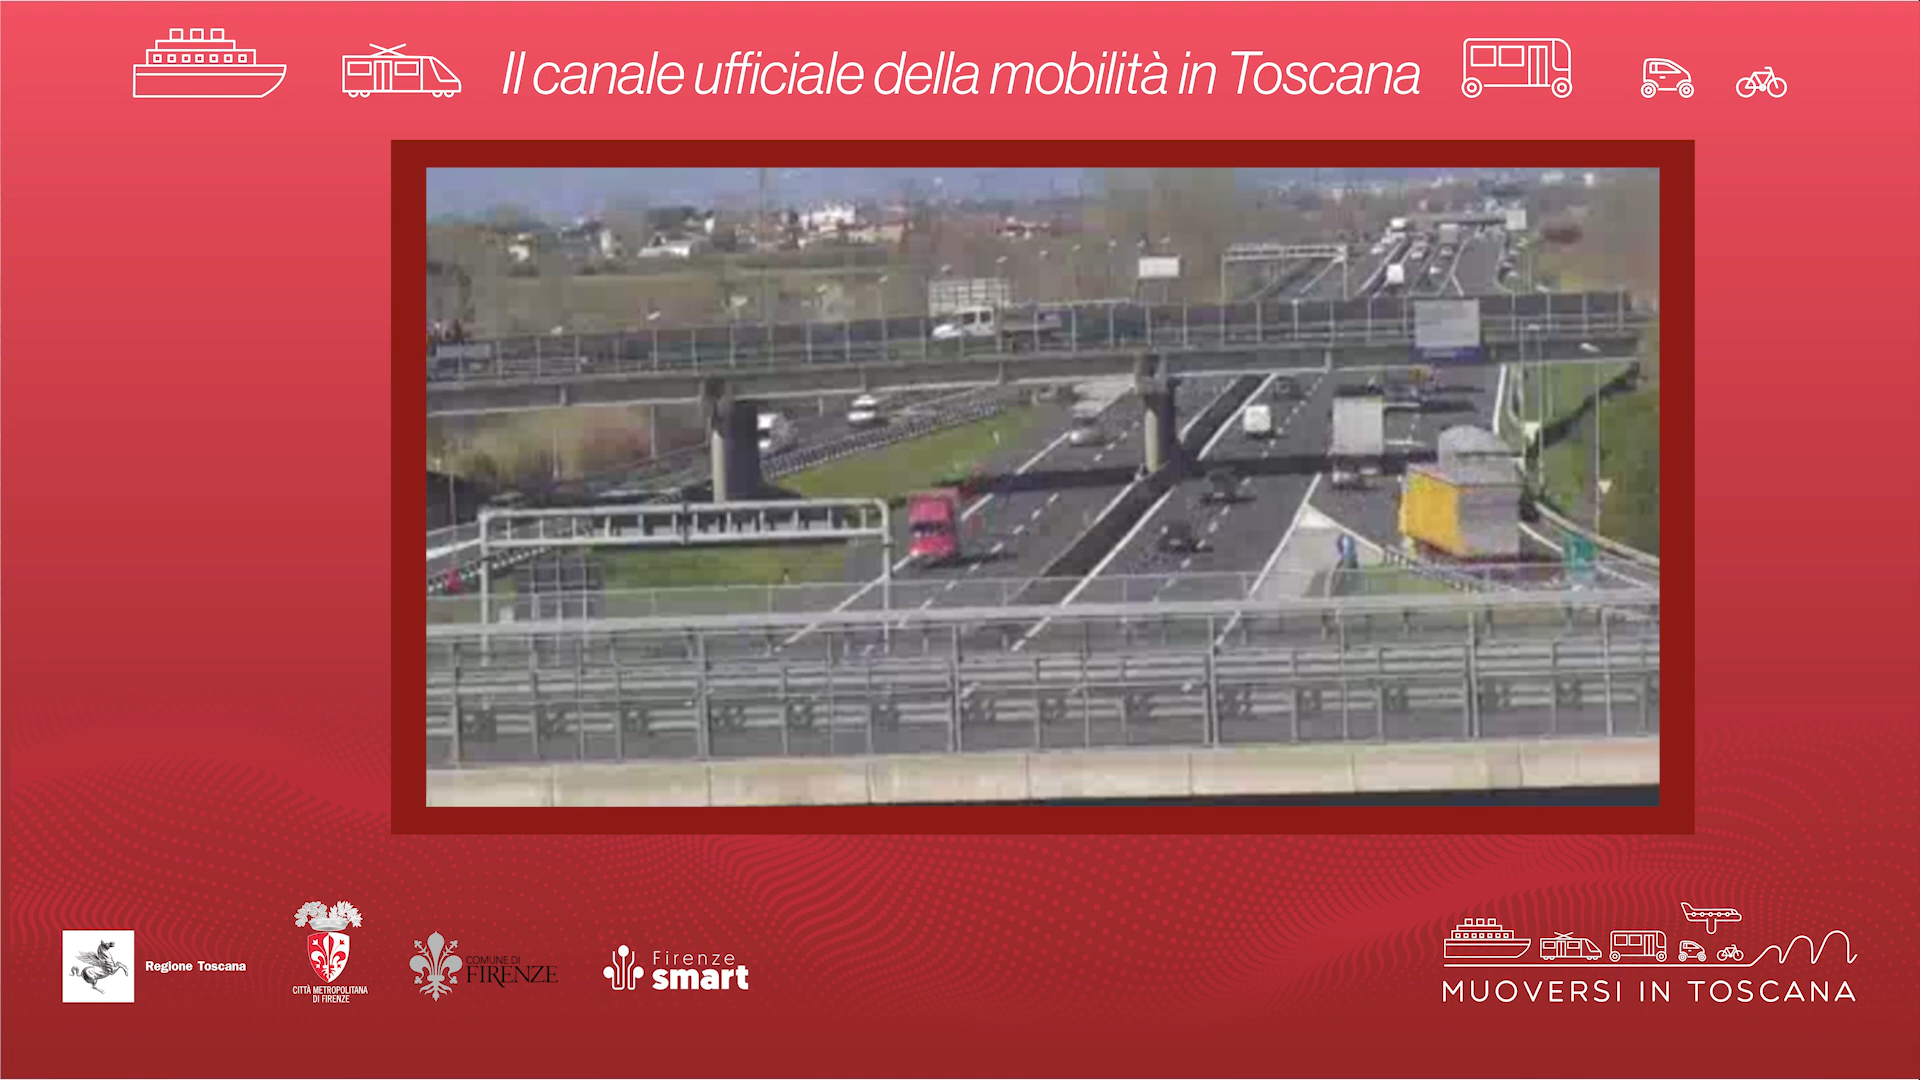 Il canale ufficiale della mobilità in Toscana
Regione Toscana
CITTÀ METROPOLITANA
DI FIRENZE
COMUNE DI
FIRENZE
Firenze
smart
MUOVERSI IN TOSCANA